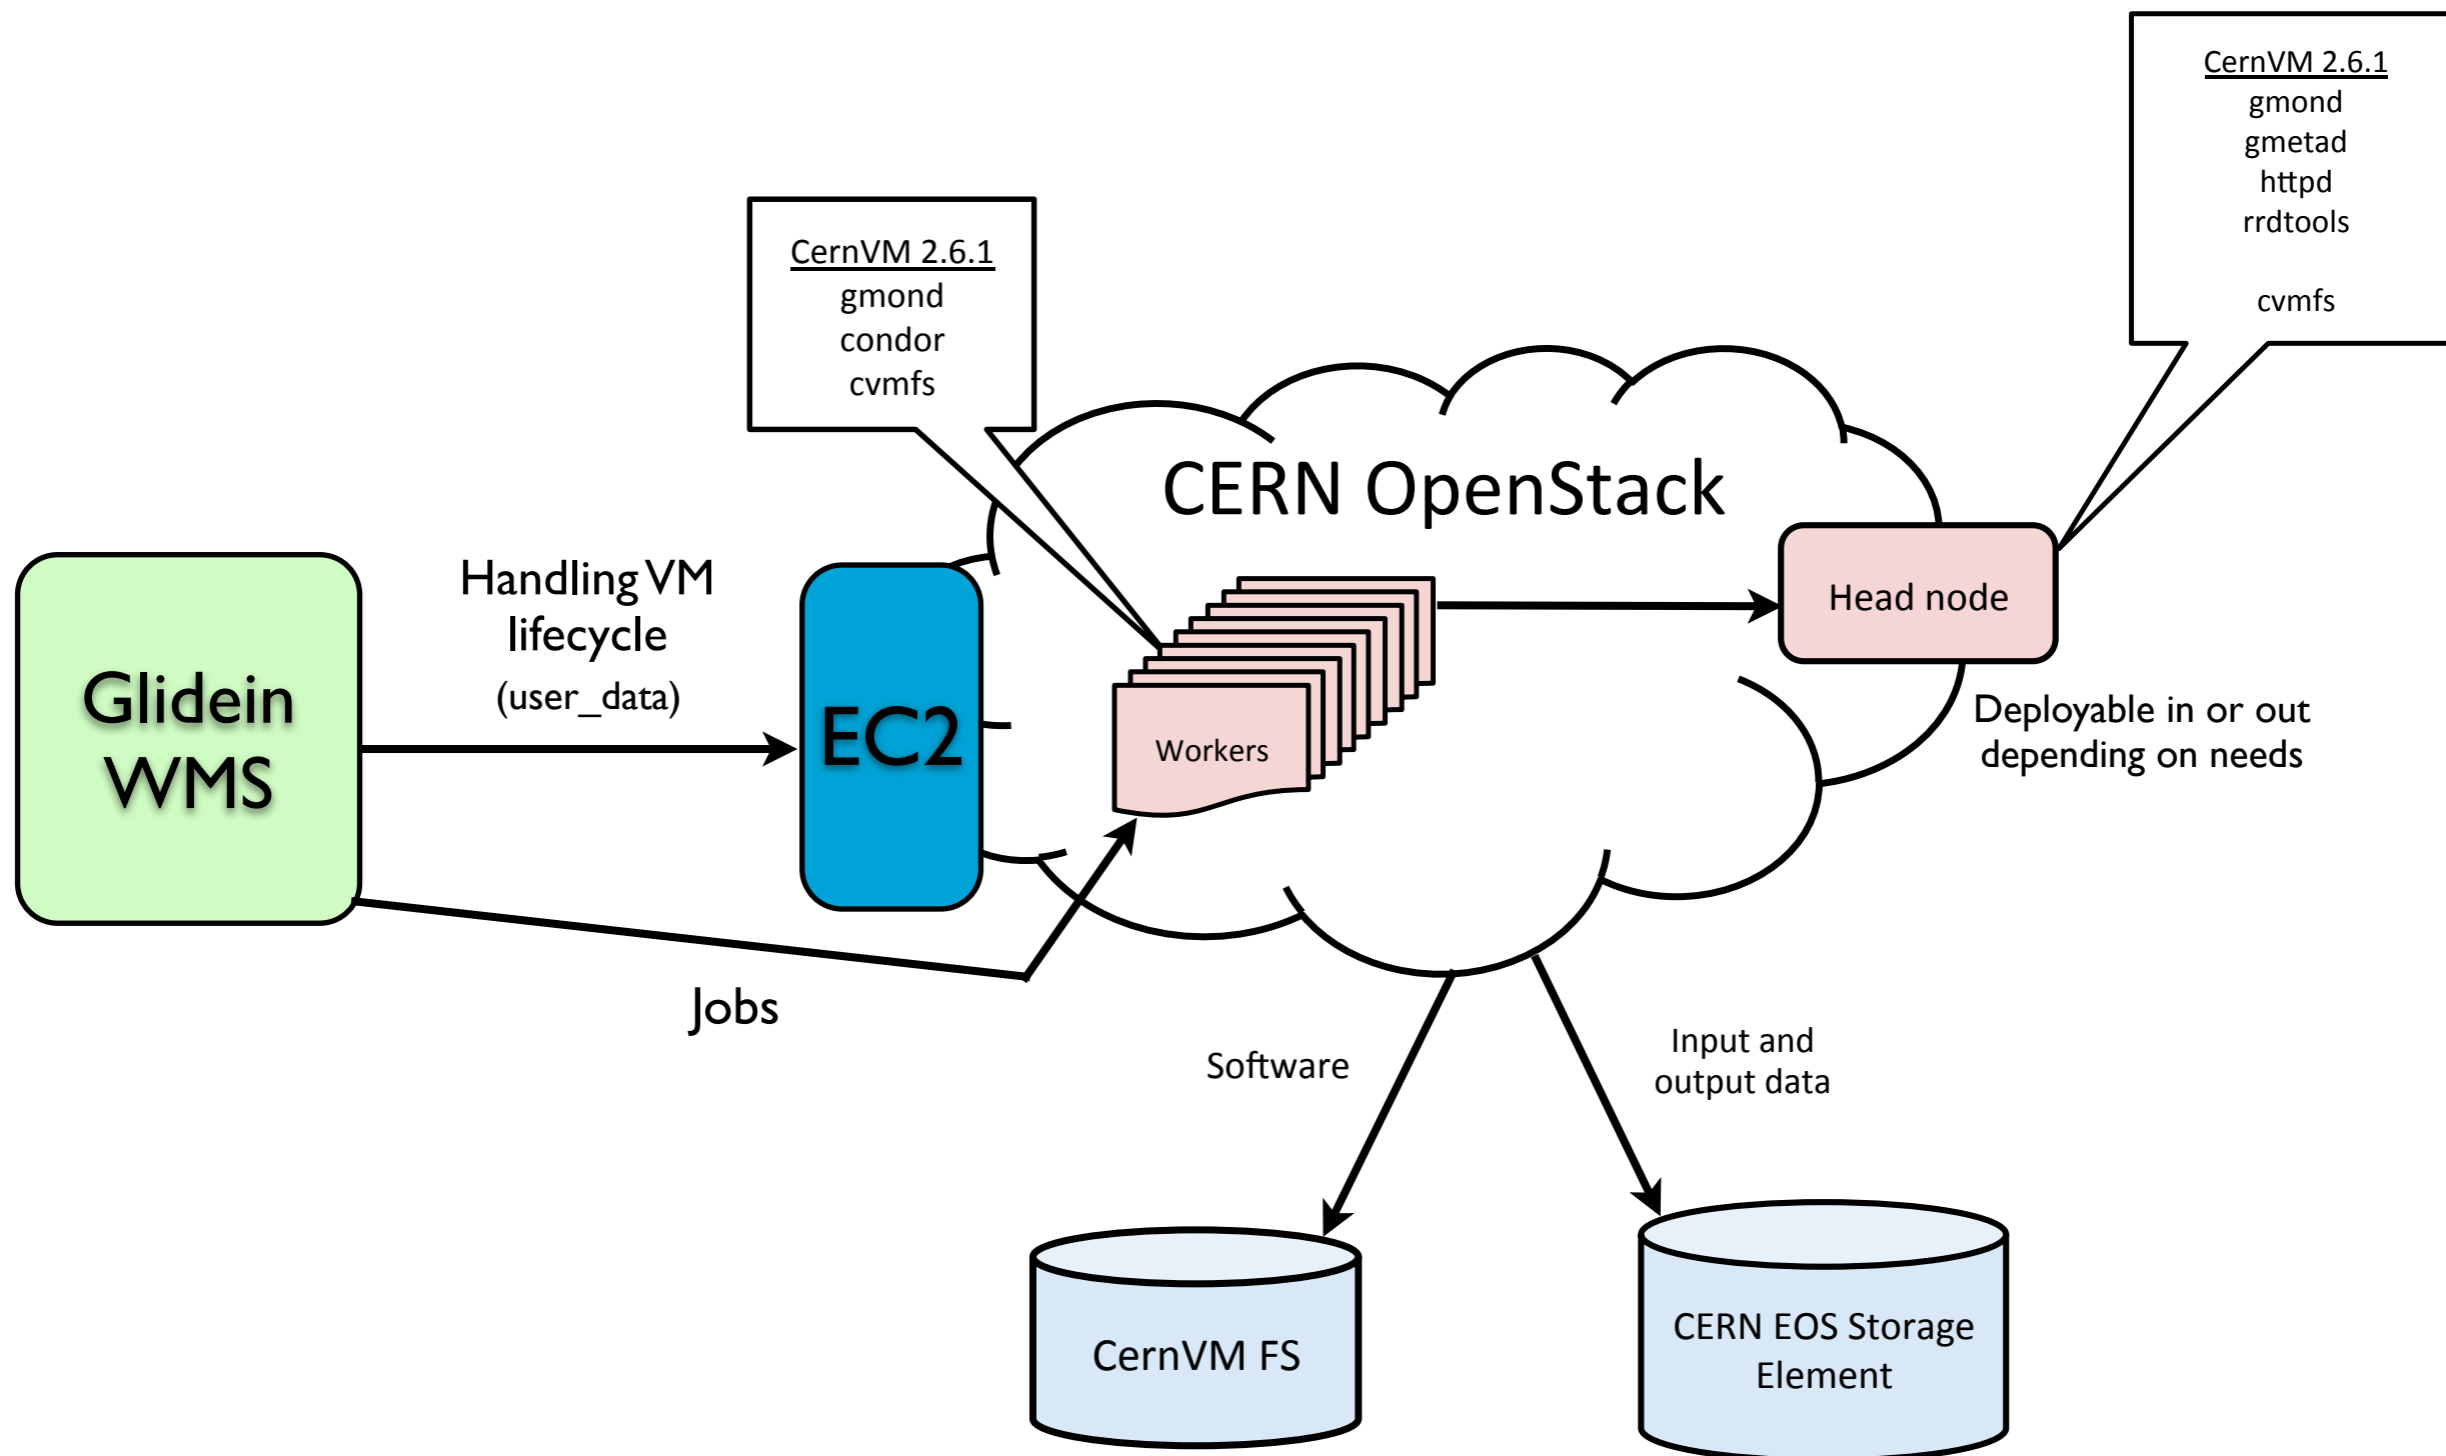 CernVM 2.6.1
gmond
gmetad
httpd
rrdtools
cvmfs
CernVM 2.6.1
gmond
condor
cvmfs
CERN OpenStack
Glidein
WMS
Handling VM
lifecycle
(user_data)
EC2
Workers
Head node
Deployable in or out
depending on needs
Jobs
Software
Input and
output data
CernVM FS
CERN EOS Storage
Element